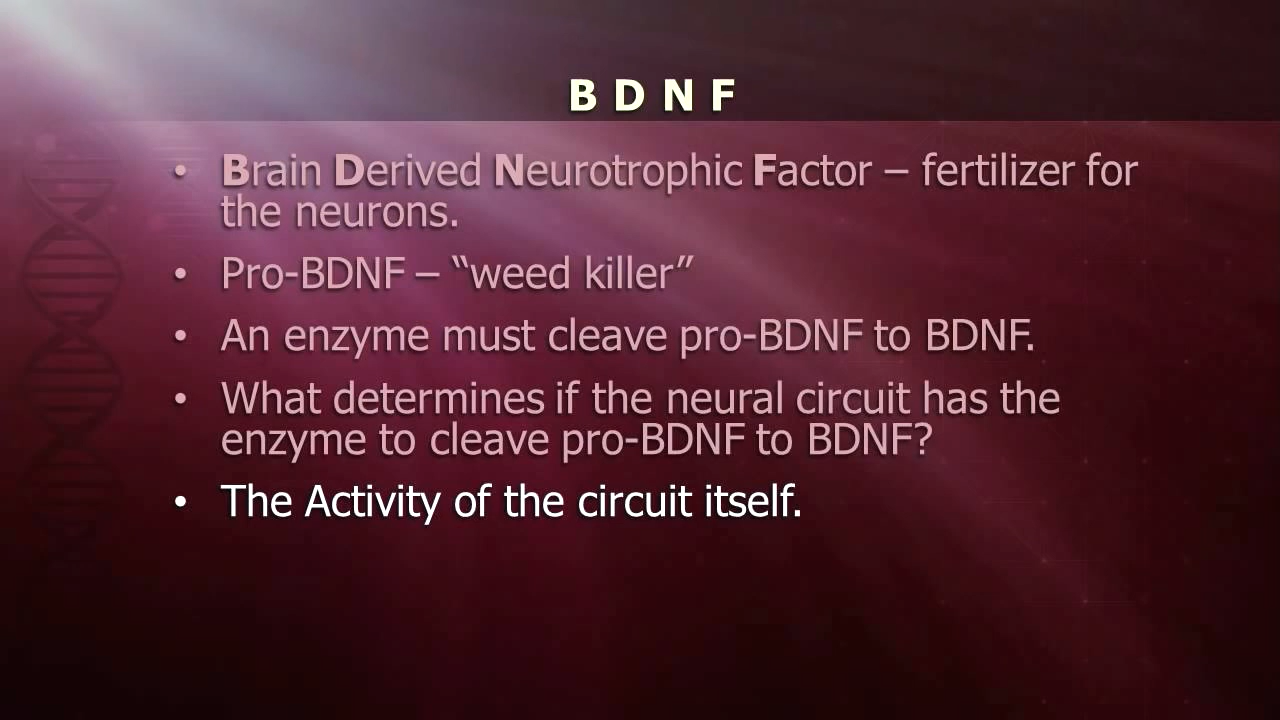 B D N F
• Brain Derived Neurotrophic Factor – fertilizer for
the neurons.
• Pro-BDNF – “weed killer”
• An enzyme must cleave pro-BDNF to BDNF.
• What determines if the neural circuit has the
enzyme to cleave pro-BDNF to BDNF?
• The Activity of the circuit itself.